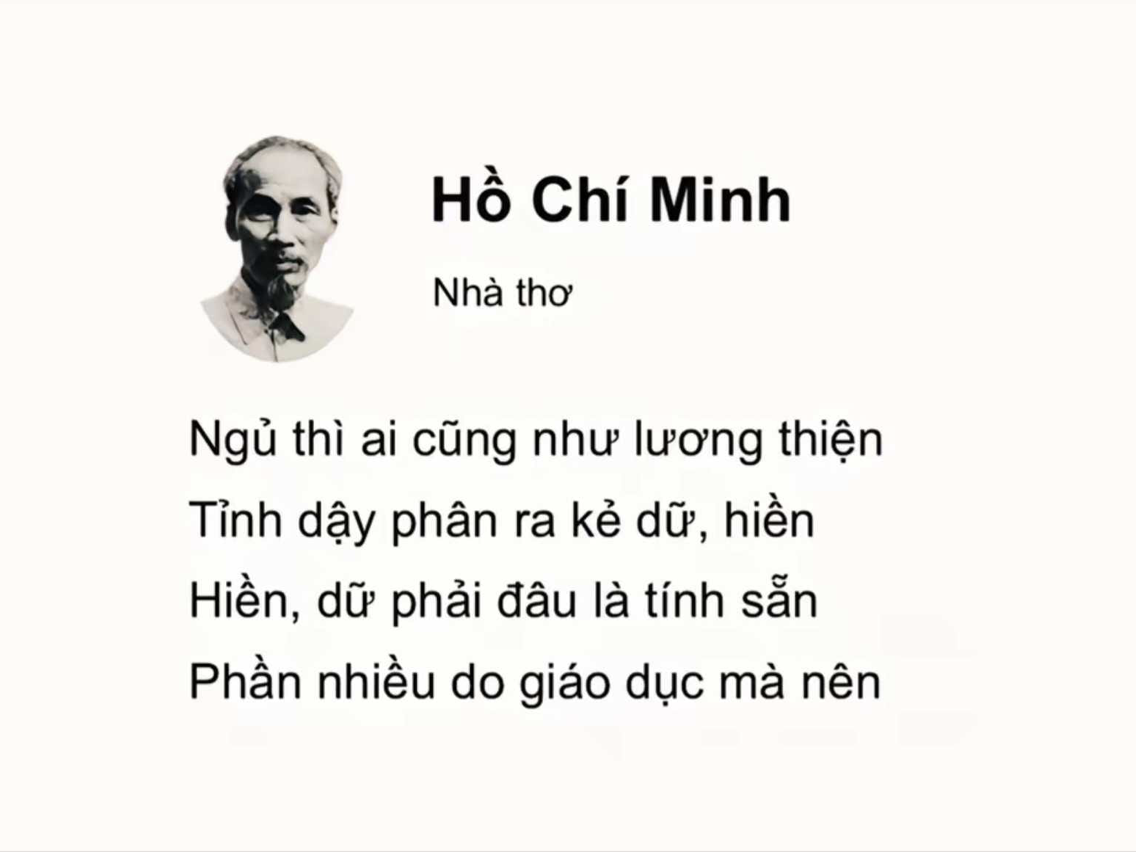 Hồ Chí Minh
Nhà thơ
Ngủ thì ai cũng như lương thiện
Tỉnh dậy phân ra kẻ dữ, hiền
Hiền, dữ phải đâu là tính sẵn
Phần nhiều do giáo dục mà nên